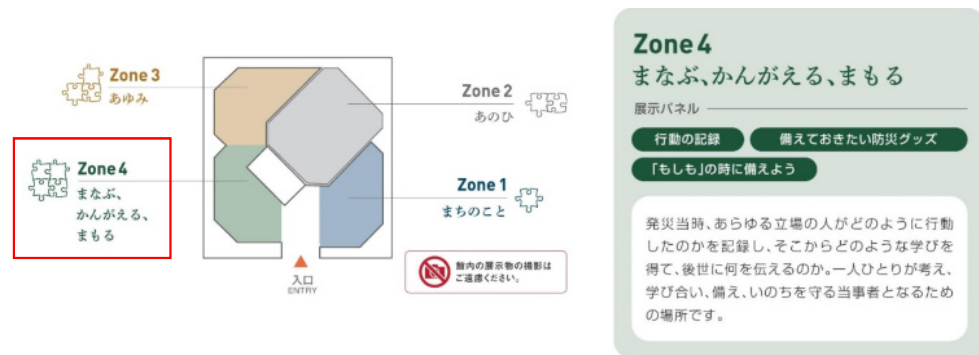 Zone 3
あゆみ
Zone 2
あのひ
Zone 4
まなぶ、
かんがえる、
まもる
Zone 1
まちのこと
入口
ENTRY
館内の展示物の撮影は
ご遠慮ください。
Zone 4
まなぶ、かんがえる、まもる
展示パネル
行動の記録
備えておきたい防災グッズ
「もしも」の時に備えよう
発災当時、あらゆる立場の人がどのように行動
したのかを記録し、そこからどのような学びを
得て、後世に何を伝えるのか。一人ひとりが考え、
学び合い、備え、いのちを守る当事者となるため
の場所です。